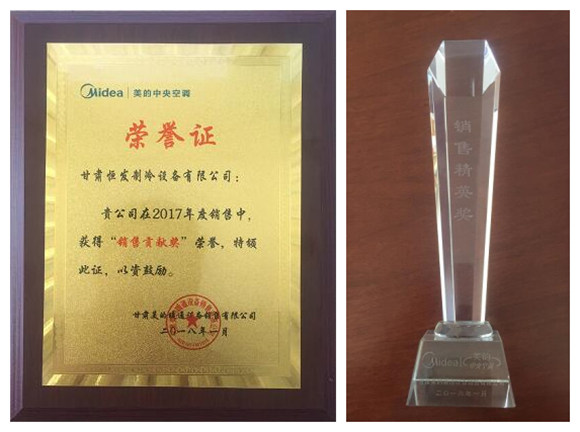 Midea | 美的中央空调
荣誉证
甘肃恒发制冷设备有限公司：
贵公司在2017年度销售中，
获得“销售贡献奖”荣誉，特颁
此证，以资鼓励。
二〇一八年一月
销售精英奖
Midea